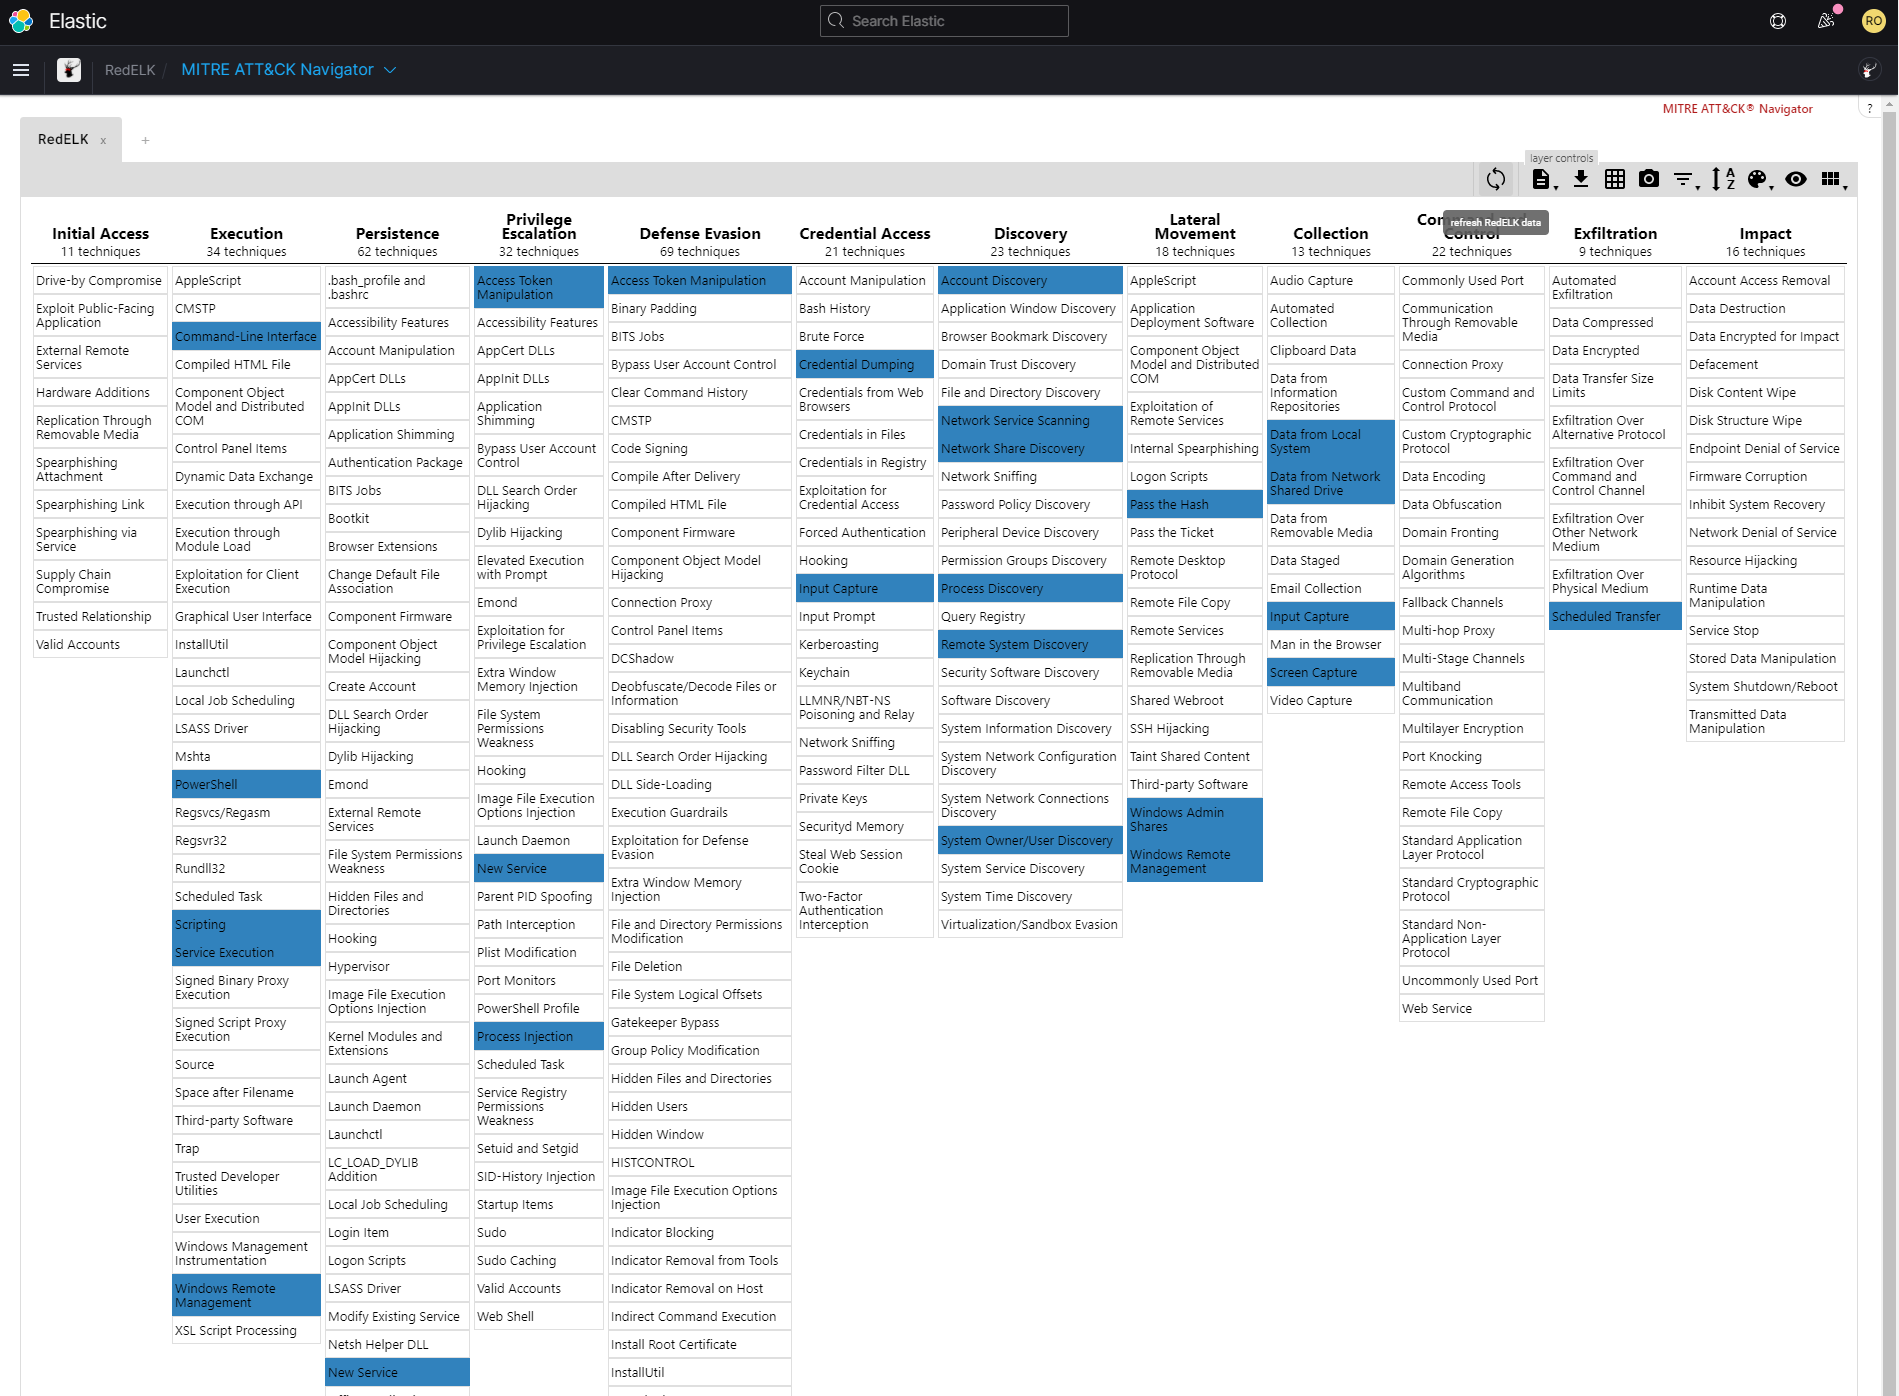 Elastic
Search Elastic
RO
RedELK / MITRE ATT&CK Navigator
MITRE ATT&CK® Navigator
?
RedELK x +
layer controls
refresh RedELK data
Initial Access
11 techniques
Drive-by Compromise
Exploit Public-Facing
Application
External Remote
Services
Hardware Additions
Replication Through
Removable Media
Spearphishing
Attachment
Spearphishing Link
Spearphishing via
Service
Supply Chain
Compromise
Trusted Relationship
Valid Accounts
Execution
34 techniques
AppleScript
CMSTP
Command-Line Interface
Compiled HTML File
Component Object
Model and Distributed
COM
Control Panel Items
Dynamic Data Exchange
Execution through API
Execution through
Module Load
Exploitation for Client
Execution
Graphical User Interface
InstallUtil
Launchctl
Local Job Scheduling
LSASS Driver
Mshta
PowerShell
Regsvcs/Regasm
Regsvr32
Rundll32
Scheduled Task
Scripting
Service Execution
Signed Binary Proxy
Execution
Signed Script Proxy
Execution
Source
Space after Filename
Third-party Software
Trap
Trusted Developer
Utilities
User Execution
Windows Management
Instrumentation
Windows Remote
Management
XSL Script Processing
Persistence
62 techniques
.bash_profile and
.bashrc
Accessibility Features
Account Manipulation
AppCert DLLs
AppInit DLLs
Application Shimming
Authentication Package
BITS Jobs
Bootkit
Browser Extensions
Change Default File
Association
Component Firmware
Component Object
Model Hijacking
Create Account
DLL Search Order
Hijacking
Dylib Hijacking
Emond
External Remote
Services
File System Permissions
Weakness
Hidden Files and
Directories
Hooking
Hypervisor
Image File Execution
Options Injection
Kernel Modules and
Extensions
Launch Agent
Launch Daemon
Launchctl
LC_LOAD_DYLIB
Addition
Local Job Scheduling
Login Item
Logon Scripts
LSASS Driver
Modify Existing Service
Netsh Helper DLL
New Service
Privilege
Escalation
32 techniques
Access Token
Manipulation
Accessibility Features
AppCert DLLs
AppInit DLLs
Application
Shimming
Bypass User Account
Control
DLL Search Order
Hijacking
Dylib Hijacking
Elevated Execution
with Prompt
Emond
Exploitation for
Privilege Escalation
Extra Window
Memory Injection
File System
Permissions
Weakness
Hooking
Image File Execution
Options Injection
Launch Daemon
New Service
Parent PID Spoofing
Path Interception
Plist Modification
Port Monitors
PowerShell Profile
Process Injection
Scheduled Task
Service Registry
Permissions
Weakness
Setuid and Setgid
SID-History Injection
Startup Items
Sudo
Sudo Caching
Valid Accounts
Web Shell
Defense Evasion
69 techniques
Access Token Manipulation
Binary Padding
BITS Jobs
Bypass User Account Control
Clear Command History
CMSTP
Code Signing
Compile After Delivery
Compiled HTML File
Component Firmware
Component Object Model
Hijacking
Connection Proxy
Control Panel Items
DCShadow
Deobfuscate/Decode Files or
Information
Disabling Security Tools
DLL Search Order Hijacking
DLL Side-Loading
Execution Guardrails
Exploitation for Defense
Evasion
Extra Window Memory
Injection
File and Directory Permissions
Modification
File Deletion
File System Logical Offsets
Gatekeeper Bypass
Group Policy Modification
Hidden Files and Directories
Hidden Users
Hidden Window
HISTCONTROL
Image File Execution Options
Injection
Indicator Blocking
Indicator Removal from Tools
Indicator Removal on Host
Indirect Command Execution
Install Root Certificate
InstallUtil
Credential Access
21 techniques
Account Manipulation
Bash History
Brute Force
Credential Dumping
Credentials from Web
Browsers
Credentials in Files
Credentials in Registry
Exploitation for
Credential Access
Forced Authentication
Hooking
Input Capture
Input Prompt
Kerberoasting
Keychain
LLMNR/NBT-NS
Poisoning and Relay
Network Sniffing
Password Filter DLL
Private Keys
Securityd Memory
Steal Web Session
Cookie
Two-Factor
Authentication
Interception
Discovery
23 techniques
Account Discovery
Application Window Discovery
Browser Bookmark Discovery
Domain Trust Discovery
File and Directory Discovery
Network Service Scanning
Network Share Discovery
Network Sniffing
Password Policy Discovery
Peripheral Device Discovery
Permission Groups Discovery
Process Discovery
Query Registry
Remote System Discovery
Security Software Discovery
Software Discovery
System Information Discovery
System Network Configuration
Discovery
System Network Connections
Discovery
System Owner/User Discovery
System Service Discovery
System Time Discovery
Virtualization/Sandbox Evasion
Lateral
Movement
18 techniques
AppleScript
Application
Deployment Software
Component Object
Model and Distributed
COM
Exploitation of
Remote Services
Internal Spearphishing
Logon Scripts
Pass the Hash
Pass the Ticket
Remote Desktop
Protocol
Remote File Copy
Remote Services
Replication Through
Removable Media
Shared Webroot
SSH Hijacking
Taint Shared Content
Third-party Software
Windows Admin
Shares
Windows Remote
Management
Collection
13 techniques
Audio Capture
Automated
Collection
Clipboard Data
Data from
Information
Repositories
Data from Local
System
Data from Network
Shared Drive
Data from
Removable Media
Data Staged
Email Collection
Input Capture
Man in the Browser
Screen Capture
Video Capture
Control
22 techniques
Commonly Used Port
Communication
Through Removable
Media
Connection Proxy
Custom Command and
Control Protocol
Custom Cryptographic
Protocol
Data Encoding
Data Obfuscation
Domain Fronting
Domain Generation
Algorithms
Fallback Channels
Multi-hop Proxy
Multi-Stage Channels
Multiband
Communication
Multilayer Encryption
Port Knocking
Remote Access Tools
Remote File Copy
Standard Application
Layer Protocol
Standard Cryptographic
Protocol
Standard Non-
Application Layer
Protocol
Uncommonly Used Port
Web Service
Exfiltration
9 techniques
Automated
Exfiltration
Data Compressed
Data Encrypted
Data Transfer Size
Limits
Exfiltration Over
Alternative Protocol
Exfiltration Over
Command and
Control Channel
Exfiltration Over
Other Network
Medium
Exfiltration Over
Physical Medium
Scheduled Transfer
Impact
16 techniques
Account Access Removal
Data Destruction
Data Encrypted for Impact
Defacement
Disk Content Wipe
Disk Structure Wipe
Endpoint Denial of Service
Firmware Corruption
Inhibit System Recovery
Network Denial of Service
Resource Hijacking
Runtime Data
Manipulation
Service Stop
Stored Data Manipulation
System Shutdown/Reboot
Transmitted Data
Manipulation